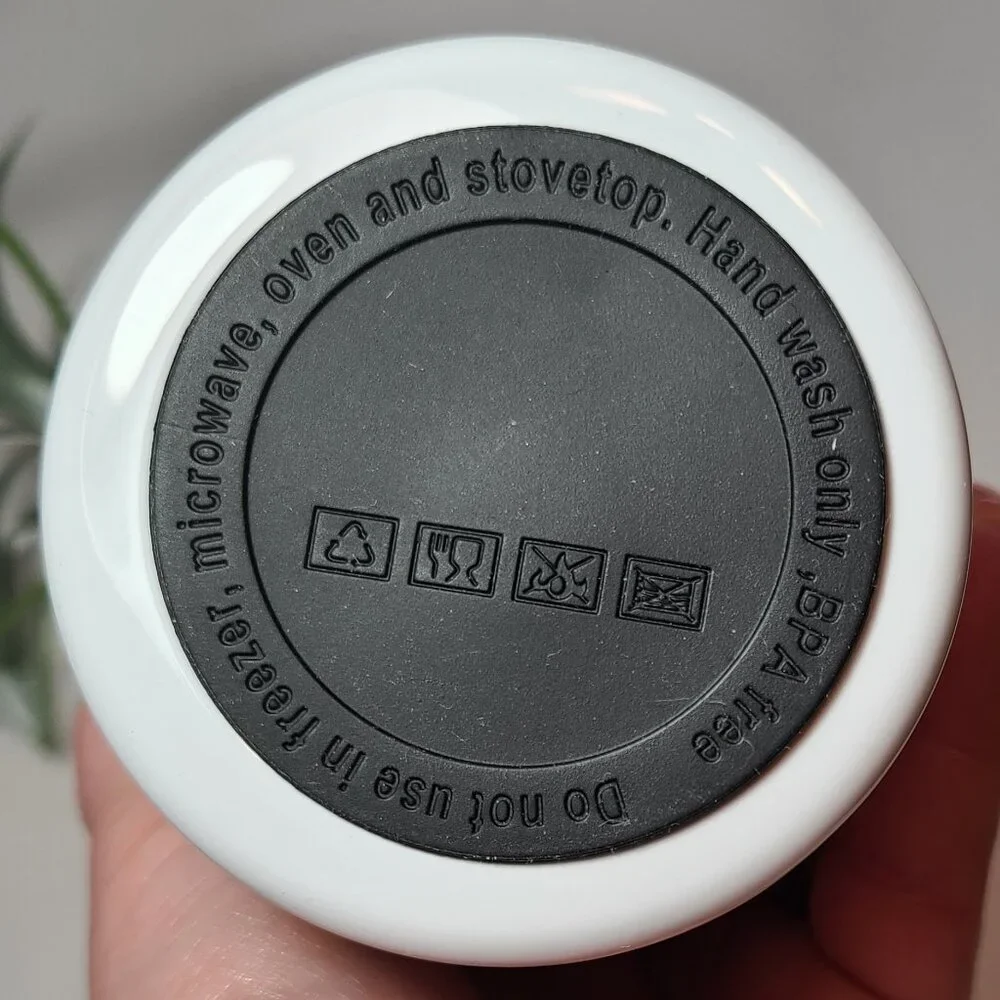 Do not use in freezer, microwave, oven and stovetop. Hand wash only ,BPA free